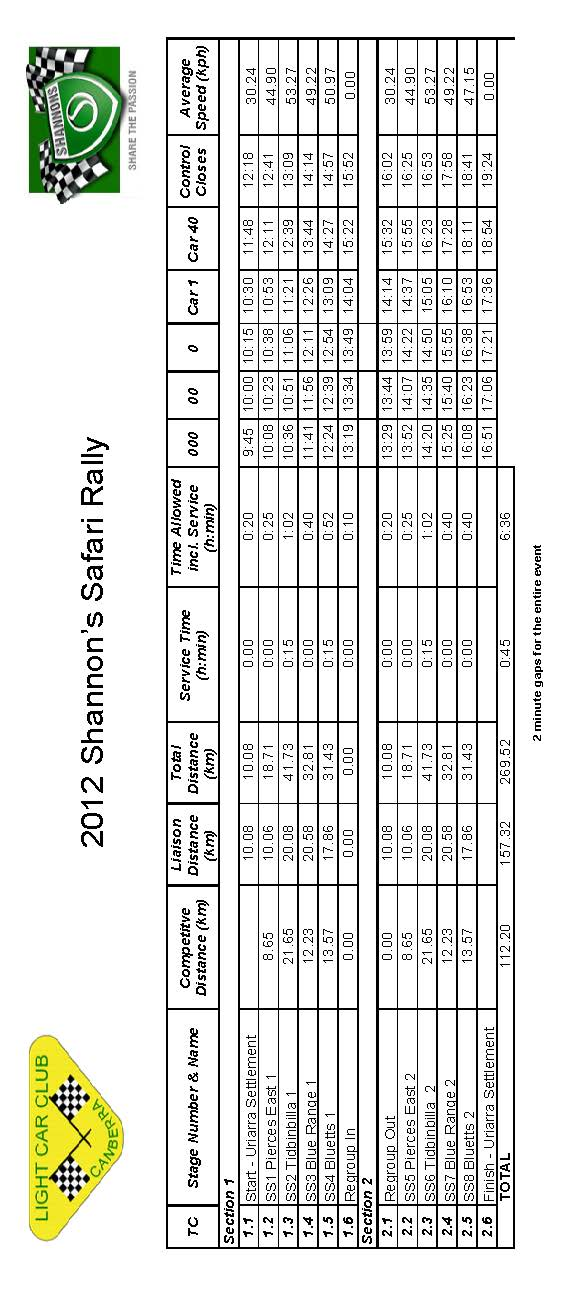 LIGHT CAR CLUB
CANBERRA
2012 Shannon's Safari Rally
SHANNONS
SHARE THE PASSION
TC Stage Number & Name Competitve Distance (km) Liaison Distance (km) Total Distance (km) Service Time (h:min) Time Allowed incl. Service (h:min) 000 00 0 Car 1 Car 40 Control Closes Average Speed (kph)
Section 1
1.1 Start - Uriarra Settlement 10.08 10.08 0:00 0:20 9:45 10:00 10:15 10:30 11:48 12:18 30.24
1.2 SS1 Pierces East 1 8.65 10.06 18.71 0:00 0:25 10:08 10:23 10:38 10:53 12:11 12:41 44.90
1.3 SS2 Tidbinbilla 1 21.65 20.08 41.73 0:15 1:02 10:36 10:51 11:06 11:21 12:39 13:09 53.27
1.4 SS3 Blue Range 1 12.23 20.58 32.81 0:00 0:40 11:41 11:56 12:11 12:26 13:44 14:14 49.22
1.5 SS4 Bluetts 1 13.57 17.86 31.43 0:15 0:52 12:24 12:39 12:54 13:09 14:27 14:57 50.97
1.6 Regroup In 0.00 0.00 0.00 0:00 0:10 13:19 13:34 13:49 14:04 15:22 15:52 0.00
Section 2
2.1 Regroup Out 0.00 10.08 10.08 0:00 0:20 13:29 13:44 13:59 14:14 15:32 16:02 30.24
2.2 SS5 Pierces East 2 8.65 10.06 18.71 0:00 0:25 13:52 14:07 14:22 14:37 15:55 16:25 44.90
2.3 SS6 Tidbinbilla 2 21.65 20.08 41.73 0:15 1:02 14:20 14:35 14:50 15:05 16:23 16:53 53.27
2.4 SS7 Blue Range 2 12.23 20.58 32.81 0:00 0:40 15:25 15:40 15:55 16:10 17:28 17:58 49.22
2.5 SS8 Bluetts 2 13.57 17.86 31.43 0:00 0:40 16:08 16:23 16:38 16:53 18:11 18:41 47.15
2.6 Finish - Uriarra Settlement 16:51 17:06 17:21 17:36 18:54 19:24 0.00
TOTAL 112.20 157.32 269.52 0:45 6:36
2 minute gaps for the entire event